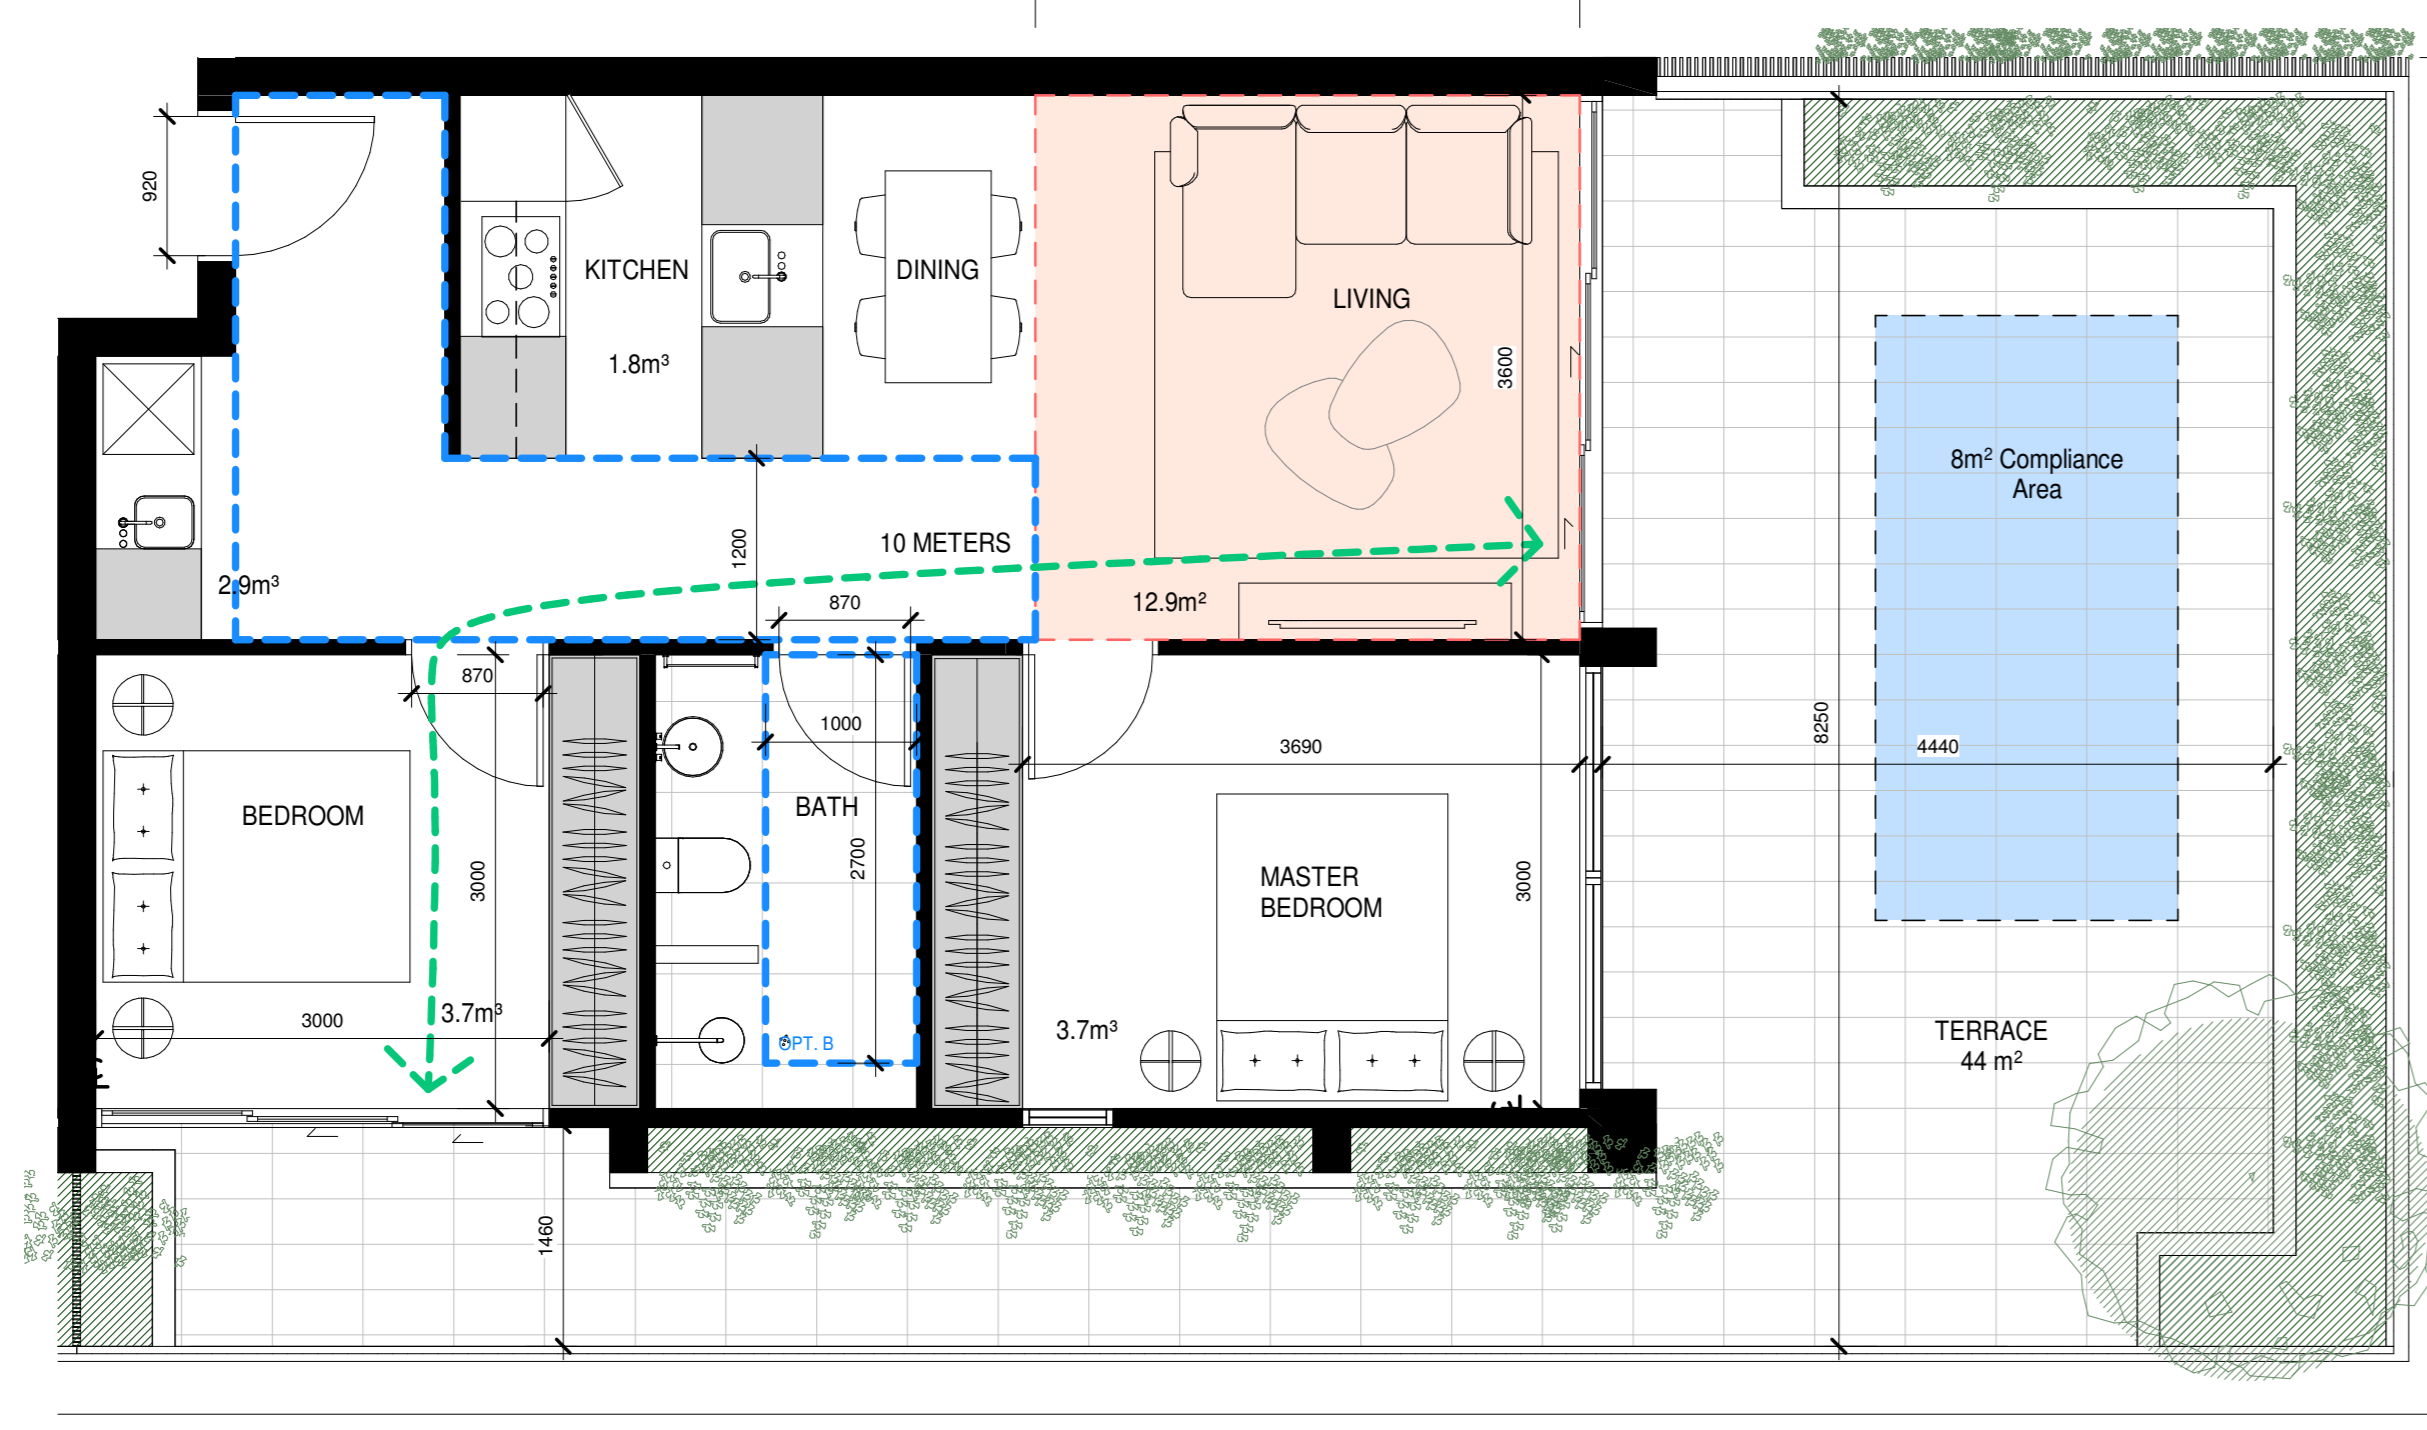 920
KITCHEN
DINING
LIVING
1.8m³
3600
8m² Compliance
Area
10 METERS
1200
2.9m³
870
12.9m²
870
1000
3690
8250
4440
BEDROOM
BATH
2700
3000
MASTER
BEDROOM
3000
3.7m³
3000
OPT. B
3.7m³
TERRACE
44 m²
1460